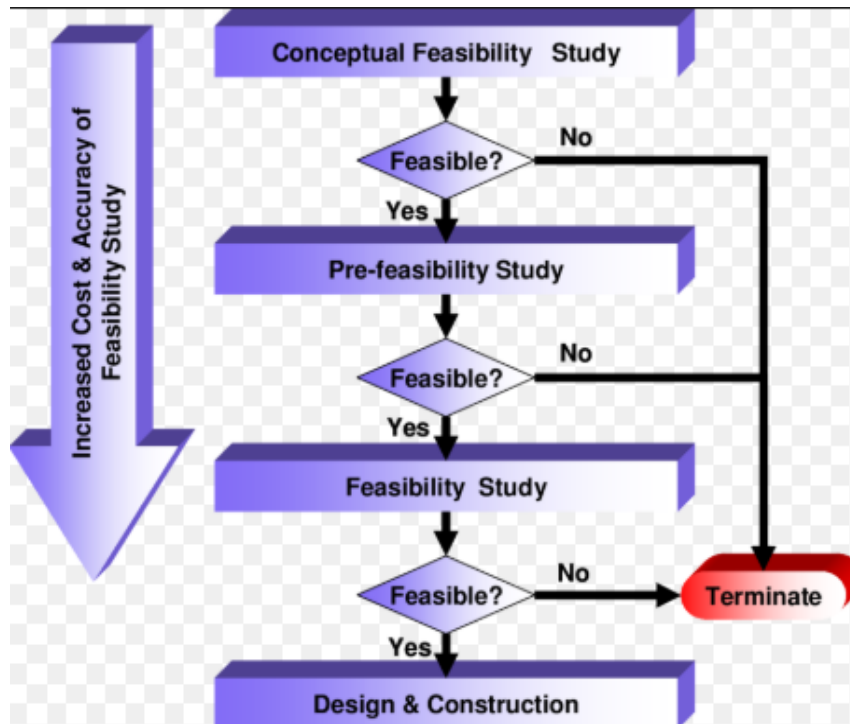 Increased Cost & Accuracy of
Feasibility Study
Conceptual Feasibility Study
Feasible?
No
Yes
Pre-feasibility Study
Feasible?
No
Yes
Feasibility Study
Feasible?
No
Terminate
Yes
Design & Construction